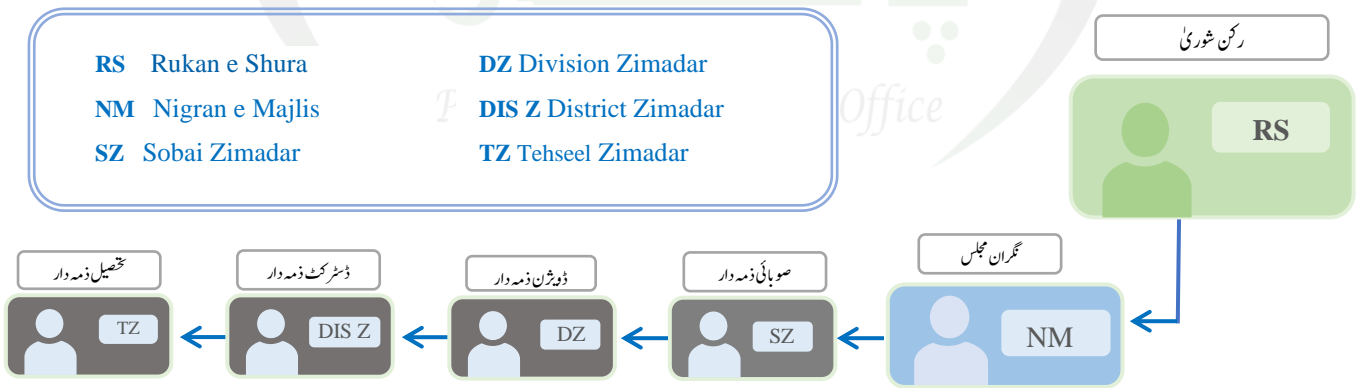 RS Rukan e Shura
NM Nigran e Majlis
SZ Sobai Zimadar
DZ Division Zimadar
DIS Z District Zimadar
TZ Tehseel Zimadar
Office
رکن شوریٰ
RS
نگران مجلس
NM
صوبائی ذمہ دار
SZ
ڈویژن ذمہ دار
DZ
ڈسٹرکٹ ذمہ دار
DIS Z
تحصیل ذمہ دار
TZ